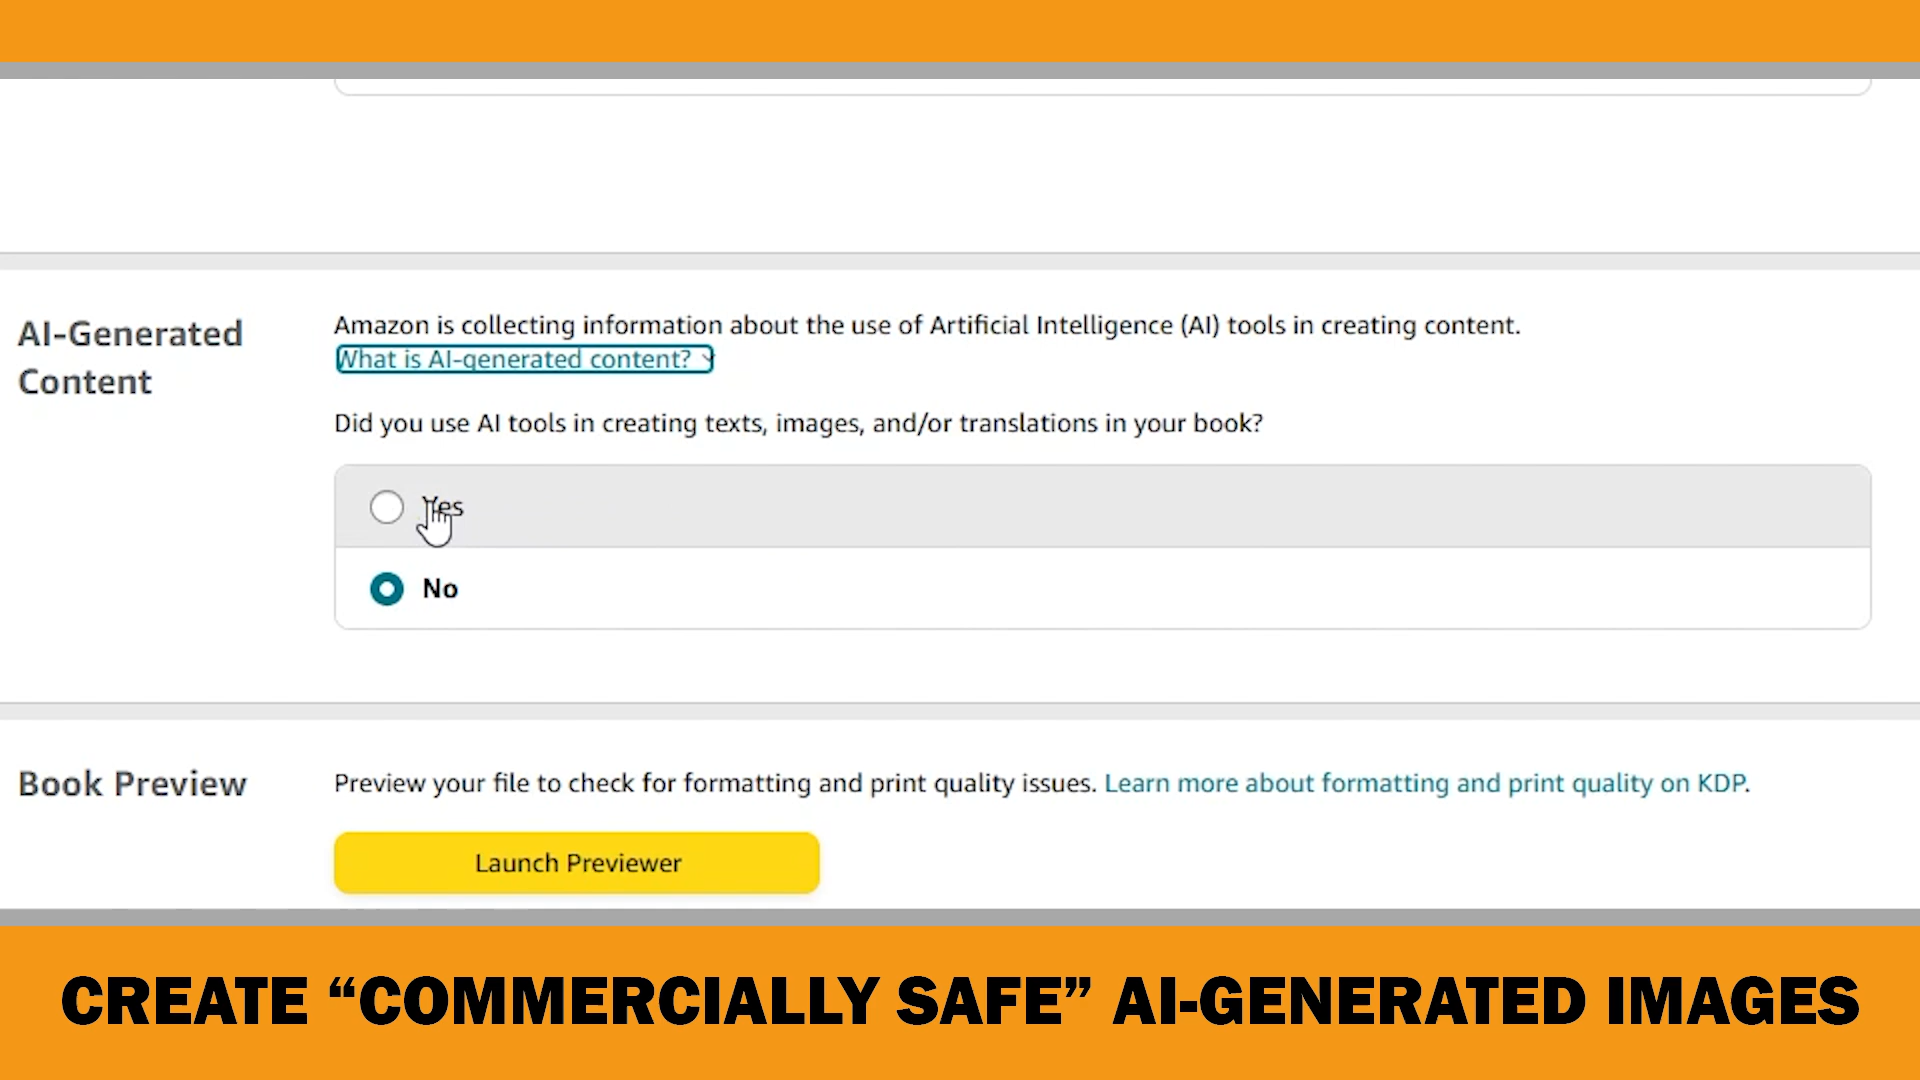 AI-Generated
Content
Amazon is collecting information about the use of Artificial Intelligence (AI) tools in creating content.
What is AI-generated content?
Did you use AI tools in creating texts, images, and/or translations in your book?
Yes
No
Book Preview
Preview your file to check for formatting and print quality issues. Learn more about formatting and print quality on KDP.
Launch Previewer
CREATE “COMMERCIALLY SAFE” AI-GENERATED IMAGES